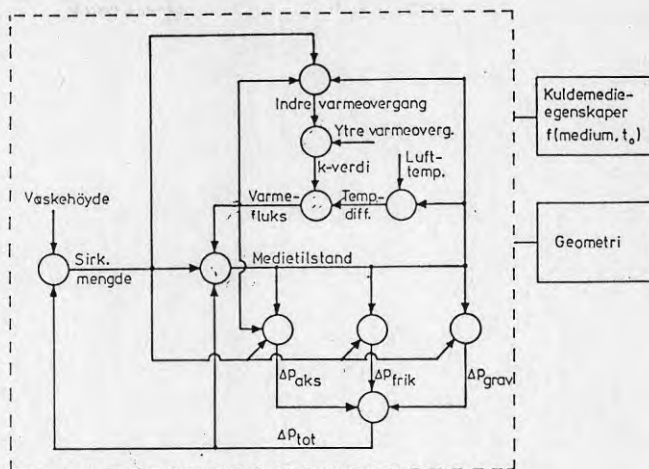 Indre varmeovergang
Ytre varmeoverg.
k-verdi
Luft-
temp.
Varme-
fluks
Temp.-
diff.
Væskehöyde
Sirk.
mengde
Medietilstand
ΔPaks
ΔPfrik
ΔPgrav
ΔPtot
Kuldemedie-
egenskaper
f(medium, t₀)
Geometri